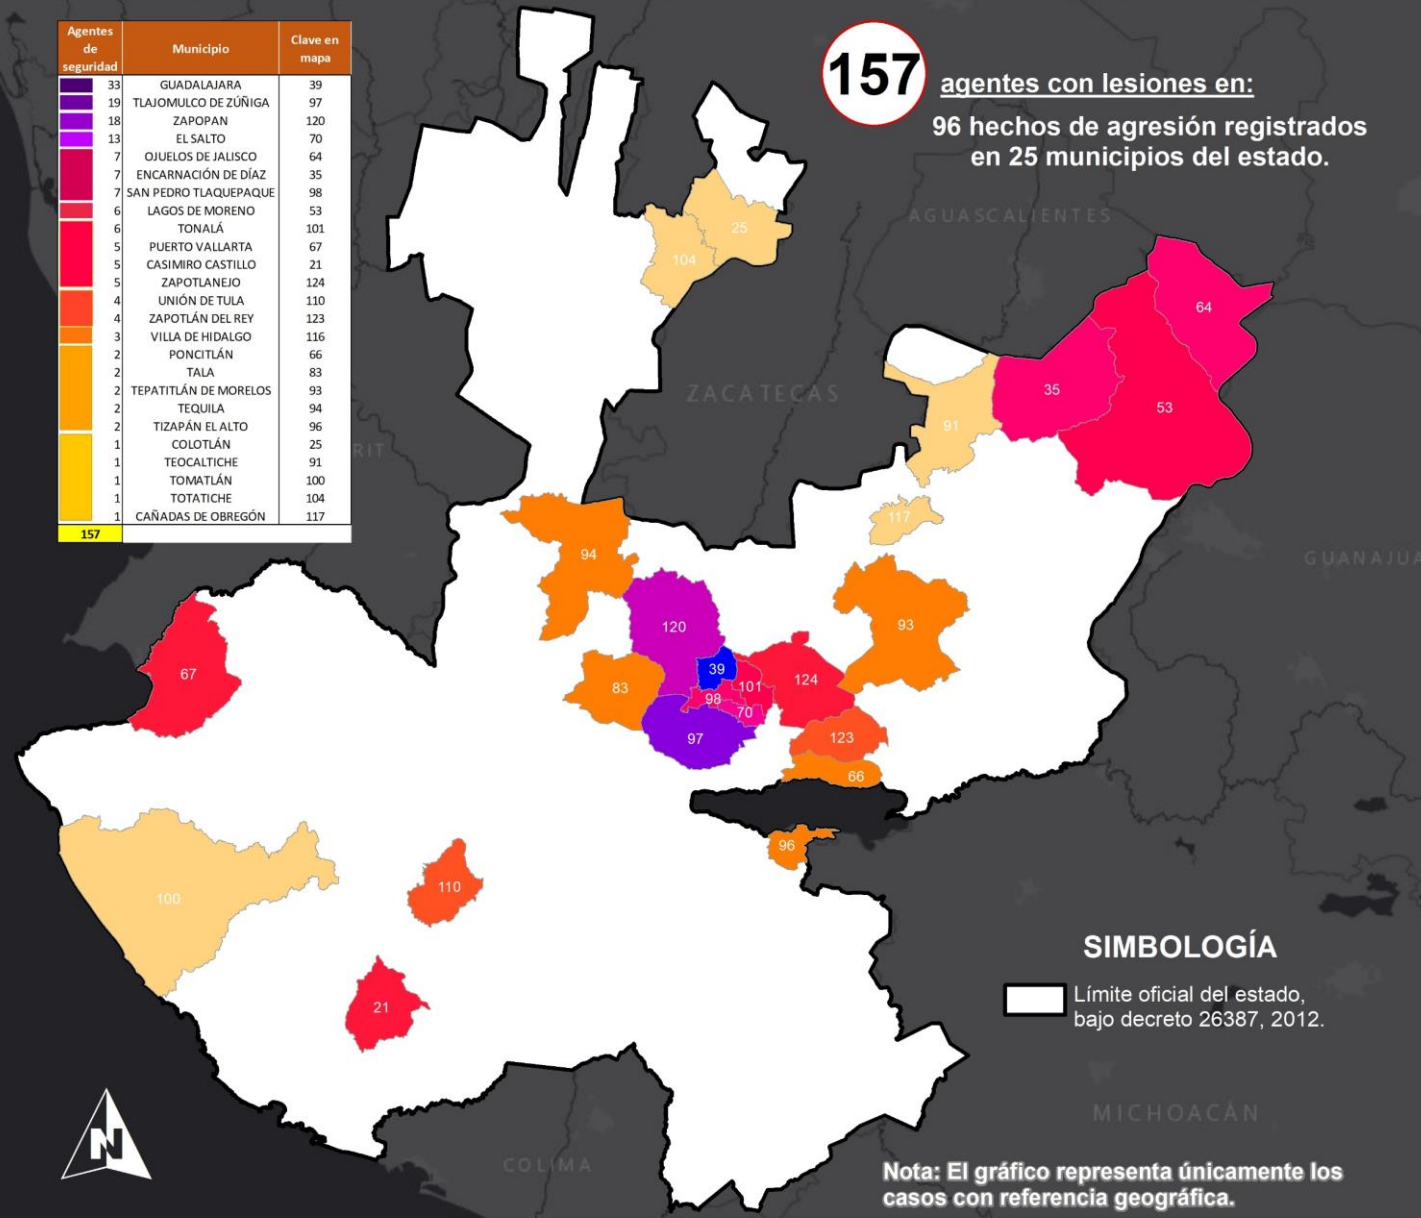 Agentes de seguridad Municipio Clave en mapa
33 GUADALAJARA 39
19 TLAJOMULCO DE ZÚÑIGA 97
18 ZAPOPAN 120
13 EL SALTO 70
7 OJUELOS DE JALISCO 64
7 ENCARNACIÓN DE DÍAZ 35
7 SAN PEDRO TLAQUEPAQUE 98
6 LAGOS DE MORENO 53
6 TONALÁ 101
5 PUERTO VALLARTA 67
5 CASIMIRO CASTILLO 21
5 ZAPOTLANEJO 124
4 UNIÓN DE TULA 110
4 ZAPOTLÁN DEL REY 123
3 VILLA DE HIDALGO 116
2 PONCITLÁN 66
2 TALA 83
2 TEPATITLÁN DE MORELOS 93
2 TEQUILA 94
2 TIZAPÁN EL ALTO 96
1 COLOTLÁN 25
1 TEOCALTICHE 91
1 TOMATLÁN 100
1 TOTATICHE 104
1 CAÑADAS DE OBREGÓN 117
157
157 agentes con lesiones en:
96 hechos de agresión registrados
en 25 municipios del estado.
AGUASCALIENTES
25
104
64
ZACATECAS
35
53
91
RIT
117
94
GUANAJUA
120
93
67
39
83
101
124
98
70
97
123
66
96
100
110
21
SIMBOLOGÍA
Límite oficial del estado,
bajo decreto 26387, 2012.
N
MICHOACÁN
COLIMA
Nota: El gráfico representa únicamente los
casos con referencia geográfica.